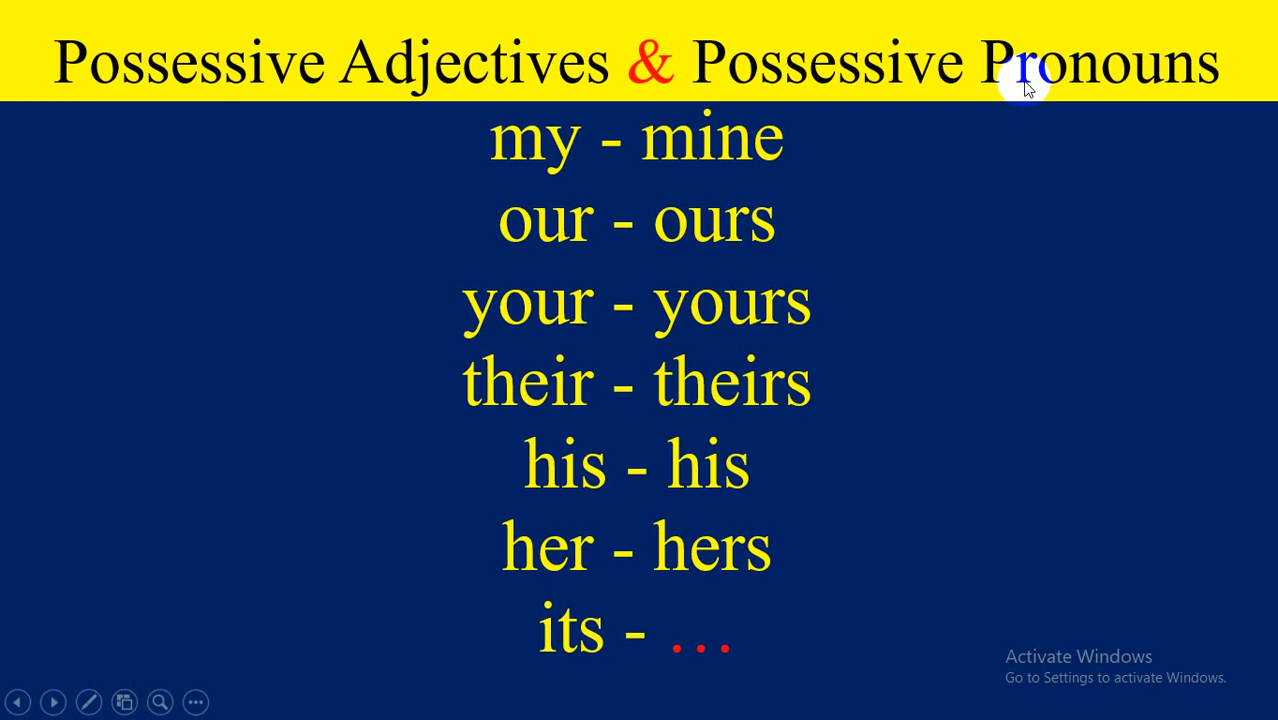 Possessive Adjectives & Possessive Pronouns
my - mine
our - ours
your - yours
their - theirs
his - his
her - hers
its - ...
Activate Windows
Go to Settings to activate Windows.